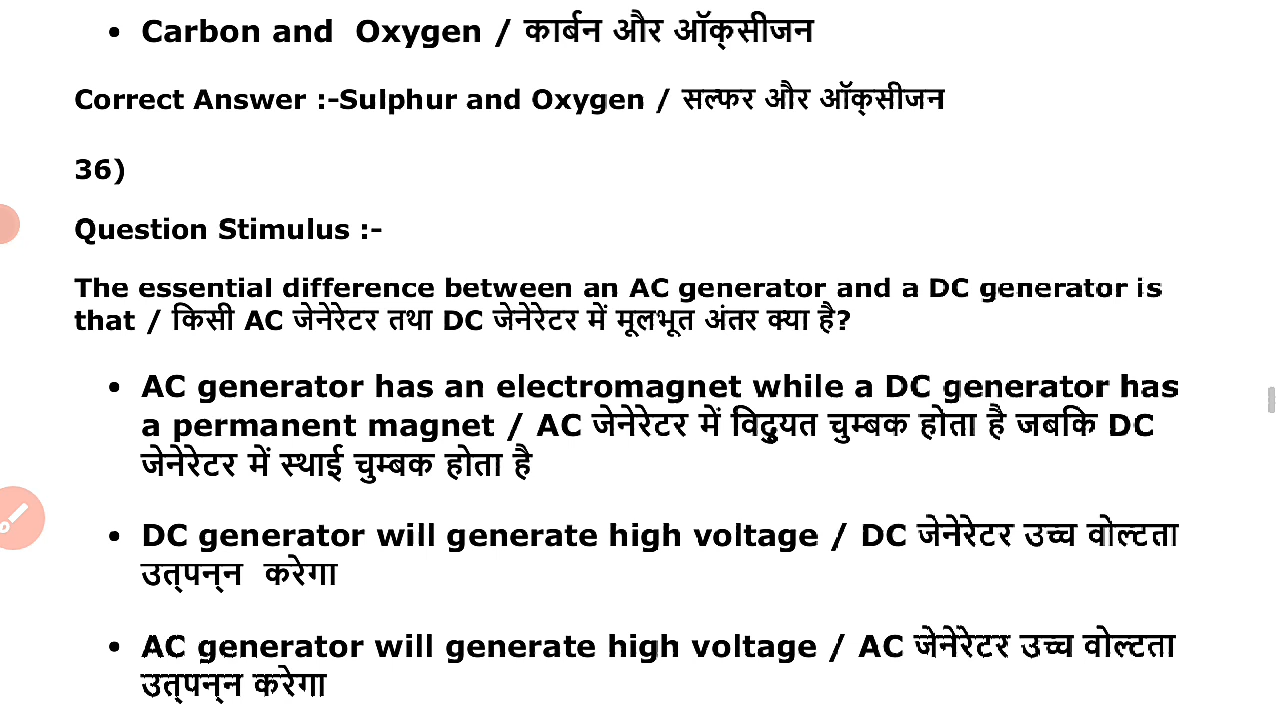 • Carbon and Oxygen / कार्बन और ऑक्सीजन
Correct Answer :-Sulphur and Oxygen / सल्फर और ऑक्सीजन
36)
Question Stimulus :-
The essential difference between an AC generator and a DC generator is
that / किसी AC जेनेरेटर तथा DC जेनेरेटर में मूलभूत अंतर क्या है?
• AC generator has an electromagnet while a DC generator has
a permanent magnet / AC जेनेरेटर में विद्युयत चुम्बक होता है जबकि DC
जेनेरेटर में स्थाई चुम्बक होता है
• DC generator will generate high voltage / DC जेनेरेटर उच्च वोल्टता
उत्पन्न करेगा
• AC generator will generate high voltage / AC जेनेरेटर उच्च वोल्टता
उत्पन्न करेगा